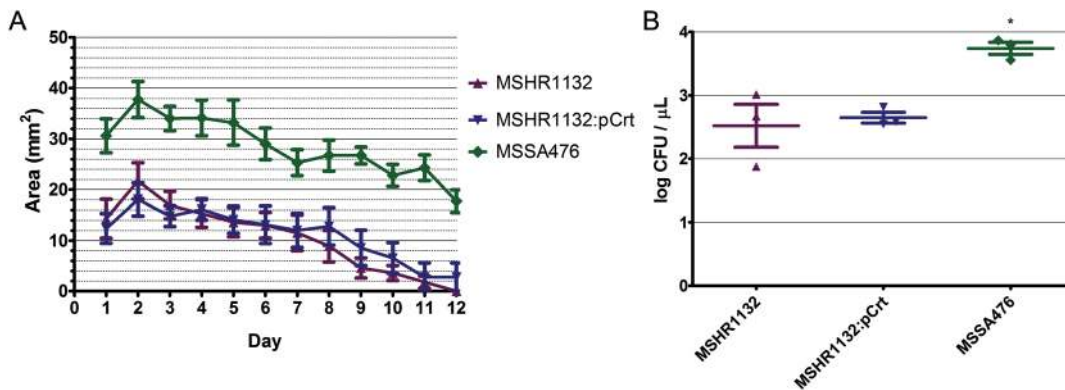 A
50
40
30
20
10
0
Area (mm²)
0 1 2 3 4 5 6 7 8 9 10 11 12
Day
MSHR1132
MSHR1132:pCrt
MSSA476
B
*
4
3
2
1
0
log CFU / μL
MSHR1132
MSHR1132:pCrt
MSSA476